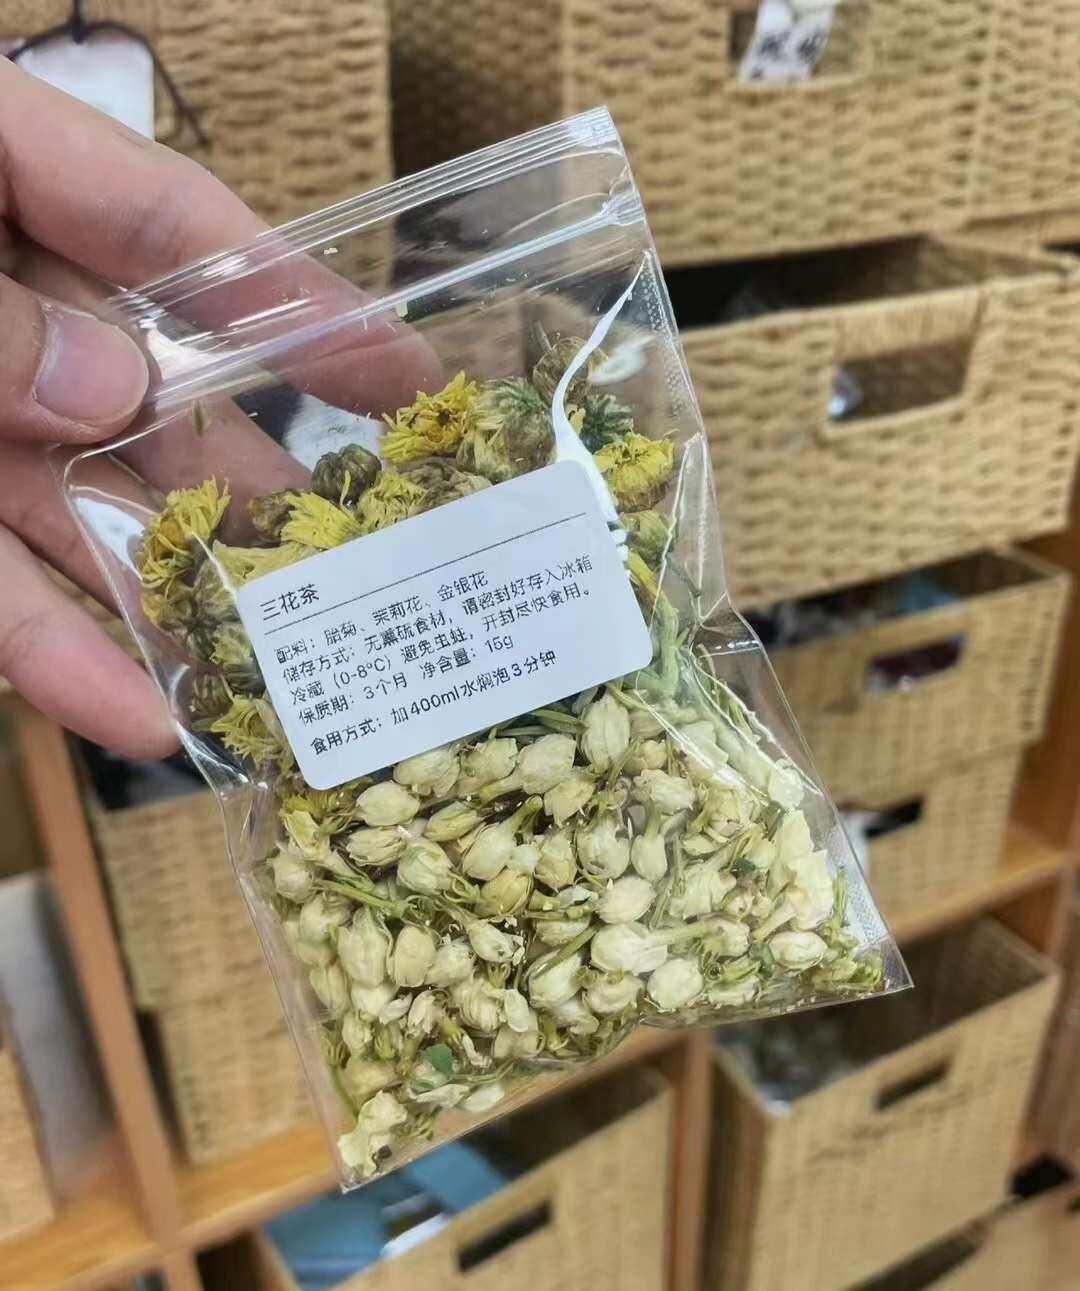 三花茶
配料：胎菊、茉莉花、金银花
储存方式：无熏硫食材，请密封好存入冰箱
冷藏（0-8°C）避免虫蛀，开封尽快食用。
保质期：3个月 净含量：15g
食用方式：加400ml水焖泡3分钟